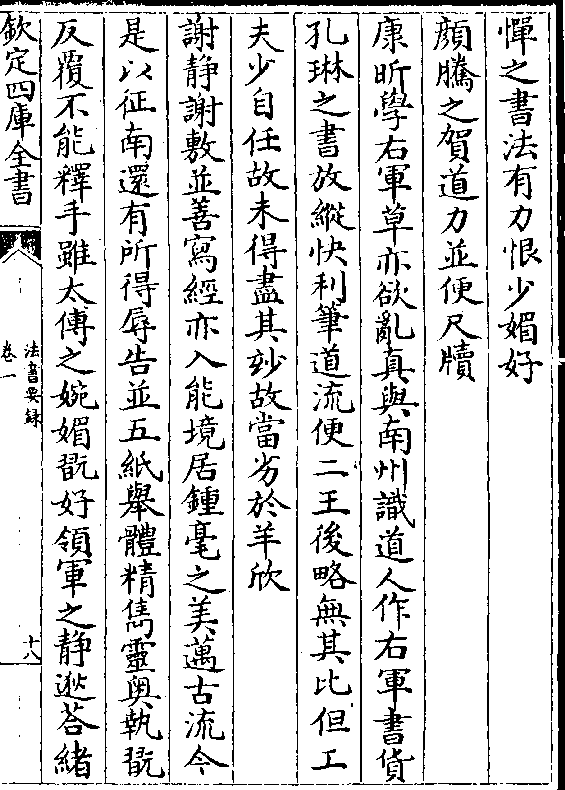 憚之書法有力恨少媚好
顔騰之賀道力並便尺牘
康昕學右軍草亦欲亂真與南州識道人作右軍書貨
孔琳之書放縱快利筆道流便二王後略無其比但工
夫少自任故未得盡其妙故當劣於羊欣
謝静謝敷並善寫經亦入能境居鍾毫之美邁古流今
是以征南還有所得辱告並五紙舉體精雋靈奥執翫
反覆不能釋手雖太傅之婉媚翫好領軍之静遜荅緒
欽定四庫全書
法書要録
卷一
十八